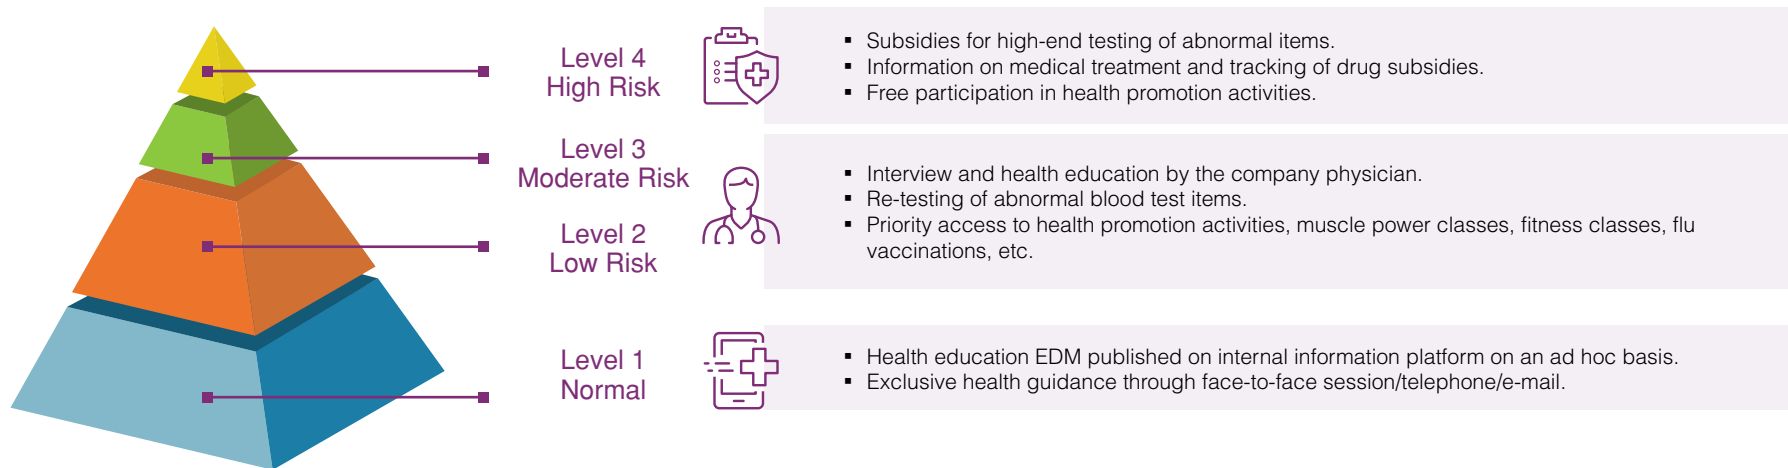 Level 4
High Risk
▪ Subsidies for high-end testing of abnormal items.
▪ Information on medical treatment and tracking of drug subsidies.
▪ Free participation in health promotion activities.
Level 3
Moderate Risk
Level 2
Low Risk
▪ Interview and health education by the company physician.
▪ Re-testing of abnormal blood test items.
▪ Priority access to health promotion activities, muscle power classes, fitness classes, flu
vaccinations, etc.
Level 1
Normal
▪ Health education EDM published on internal information platform on an ad hoc basis.
▪ Exclusive health guidance through face-to-face session/telephone/e-mail.